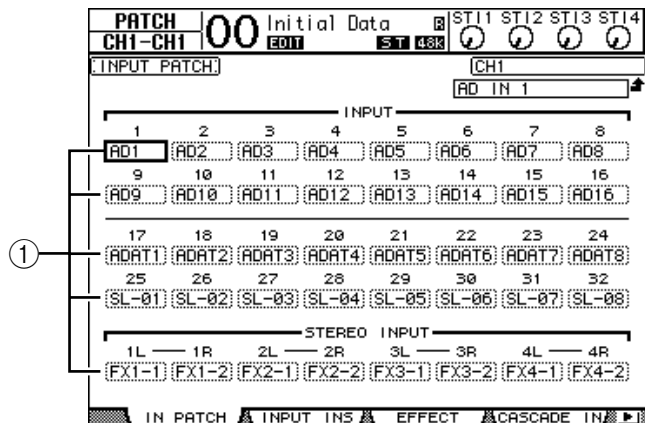 PATCH
CH1-CH1
00 Initial Data R
EDIT ST 48k
STI1 STI2 STI3 STI4
INPUT PATCH
CH1
AD IN 1
INPUT
1 2 3 4 5 6 7 8
AD1 AD2 AD3 AD4 AD5 AD6 AD7 AD8
9 10 11 12 13 14 15 16
AD9 AD10 AD11 AD12 AD13 AD14 AD15 AD16
1
17 18 19 20 21 22 23 24
ADAT1 ADAT2 ADAT3 ADAT4 ADAT5 ADAT6 ADAT7 ADAT8
25 26 27 28 29 30 31 32
SL-01 SL-02 SL-03 SL-04 SL-05 SL-06 SL-07 SL-08
STEREO INPUT
1L 1R 2L 2R 3L 3R 4L 4R
FX1-1 FX1-2 FX2-1 FX2-2 FX3-1 FX3-2 FX4-1 FX4-2
IN PATCH INPUT INS EFFECT CASCADE IN